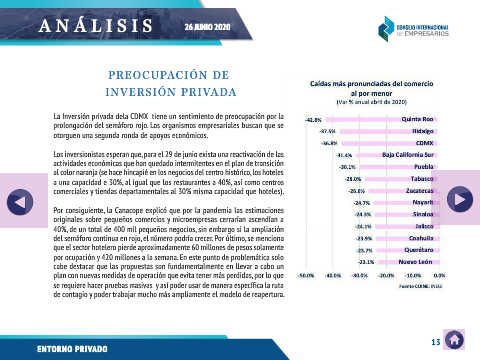 ANÁLISIS
26 JUNIO 2020
CONSEJO INTERNACIONAL
DE EMPRESARIOS
PREOCUPACIÓN DE
INVERSIÓN PRIVADA
La Inversión privada dela CDMX tiene un sentimiento de preocupación por la
prolongación del semáforo rojo. Las organismos empresariales buscan que se
otorguen una segunda ronda de apoyos económicos.
Los inversionistas esperan que, para el 29 de junio exista una reactivación de las
actividades económicas que han quedado intermitentes en el plan de transición
al color naranja (se hace hincapié en los negocios del centro histórico, los hoteles
a una capacidad e 30%, al igual que los restaurantes a 40%, así como centros
comerciales y tiendas departamentales al 30% misma capacidad que hoteles).
Por consiguiente, la Canacope explicó que por la pandemia las estimaciones
originales sobre pequeños comercios y microempresas cerrarían ascendían a
40%, de un total de 400 mil pequeños negocios, sin embargo si la ampliación
del semáforo continua en rojo, el número podría crecer. Por último, se menciona
que el sector hotelero pierde aproximadamente 60 millones de pesos solamente
por ocupación y 420 millones a la semana. En este punto de problemática solo
cabe destacar que las propuestas son fundamentalmente en llevar a cabo un
plan con nuevas medidas de operación que evita tener más perdidas, por lo que
se requiere hacer pruebas masivas y así poder usar de manera específica la ruta
de contagio y poder trabajar mucho más ampliamente el modelo de reapertura.
Caídas más pronunciadas del comercio
al por menor
(Var % anual abril de 2020)
-42.8% Quinta Roo
-37.5% Hidalgo
-36.8% CDMX
-31.4% Baja California Sur
-30.1% Puebla
-28.0% Tabasco
-26.8% Zacatecas
-24.7% Nayarit
-24.3% Sinaloa
-24.1% Jalisco
-23.9% Coahuila
-23.7% Querétaro
-23.1% Nuevo León
-50.0% -40.0% -30.0% -20.0% -10.0% 0.0%
Fuente COINE: INEGI
ENTORNO PRIVADO
13